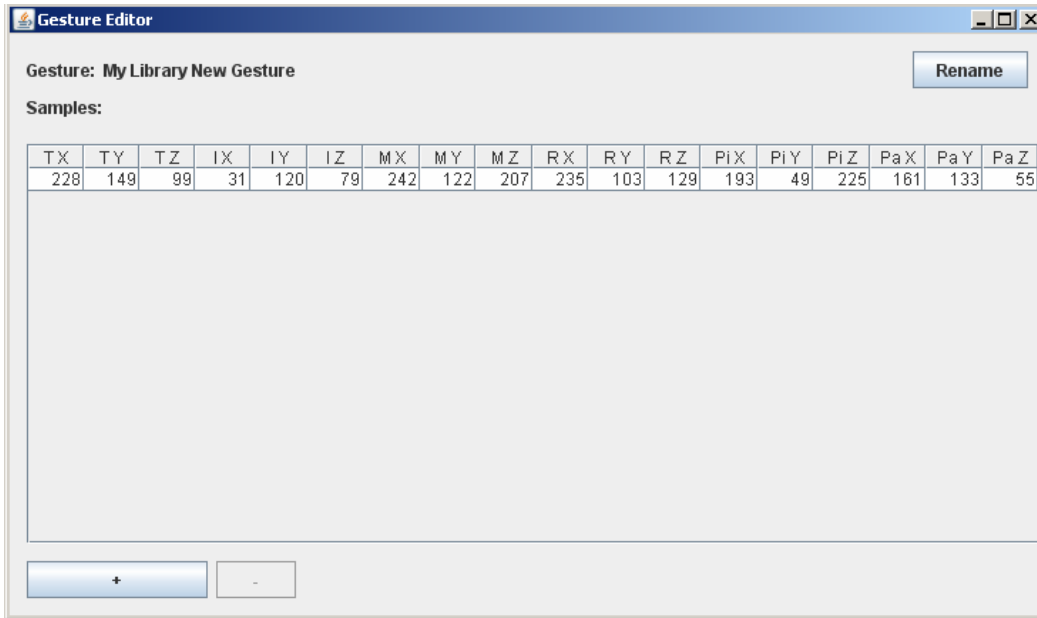 Gesture Editor
Gesture: My Library New Gesture
Rename
Samples:
TX TY TZ IX IY IZ MX MY MZ RX RY RZ PiX PiY PiZ PaX PaY PaZ
228 149 99 31 120 79 242 122 207 235 103 129 193 49 225 161 133 55
+ -